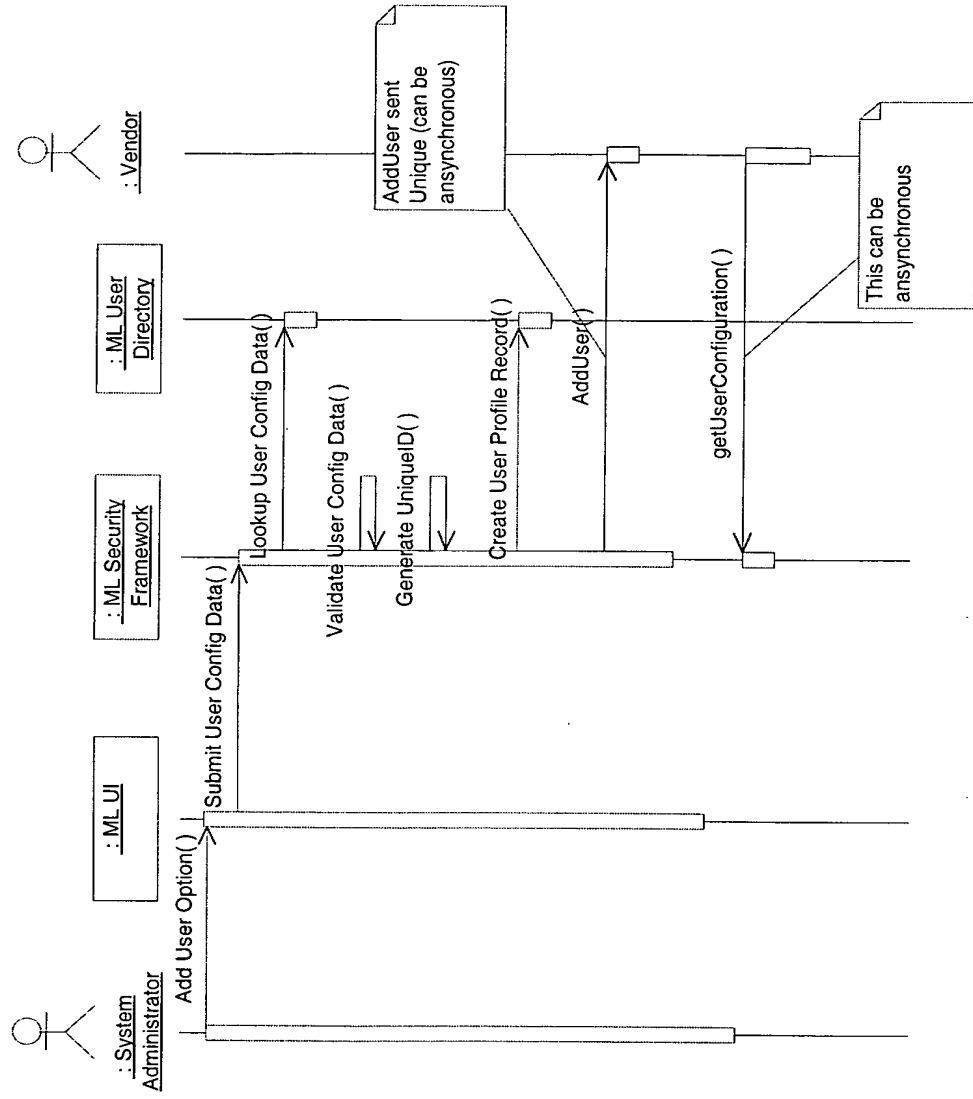 : System
Administrator
: ML UI
: ML Security
Framework
: ML User
Directory
: Vendor
Add User Option( )
Submit User Config Data( )
Lookup User Config Data( )
Validate User Config Data( )
Generate UniqueID( )
Create User Profile Record( )
AddUser( )
AddUser sent
Unique (can be
ansynchronous)
getUserConfiguration( )
This can be
ansynchronous